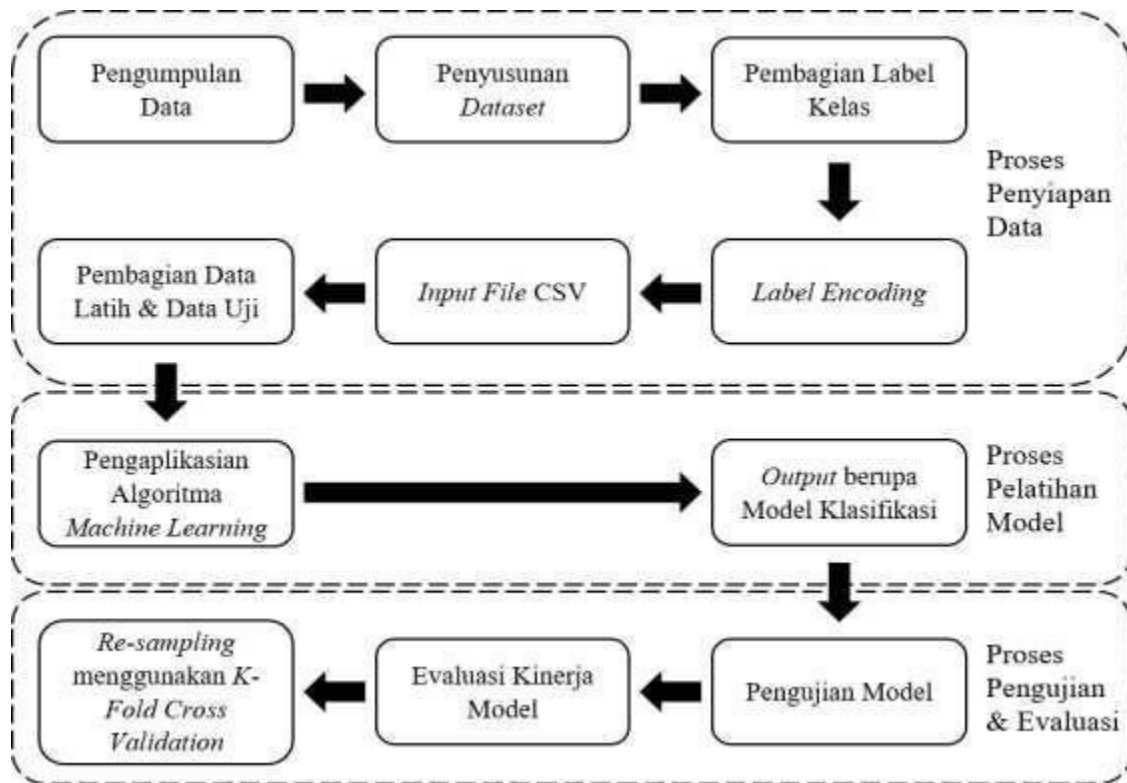 Pengumpulan
Data
Penyusunan
Dataset
Pembagian Label
Kelas
Proses
Penyiapan
Data
Label Encoding
Input File CSV
Pembagian Data
Latih & Data Uji
Pengaplikasian
Algoritma
Machine Learning
Output berupa
Model Klasifikasi
Proses
Pelatihan
Model
Pengujian Model
Evaluasi Kinerja
Model
Re-sampling
menggunakan K-
Fold Cross
Validation
Proses
Pengujian
& Evaluasi